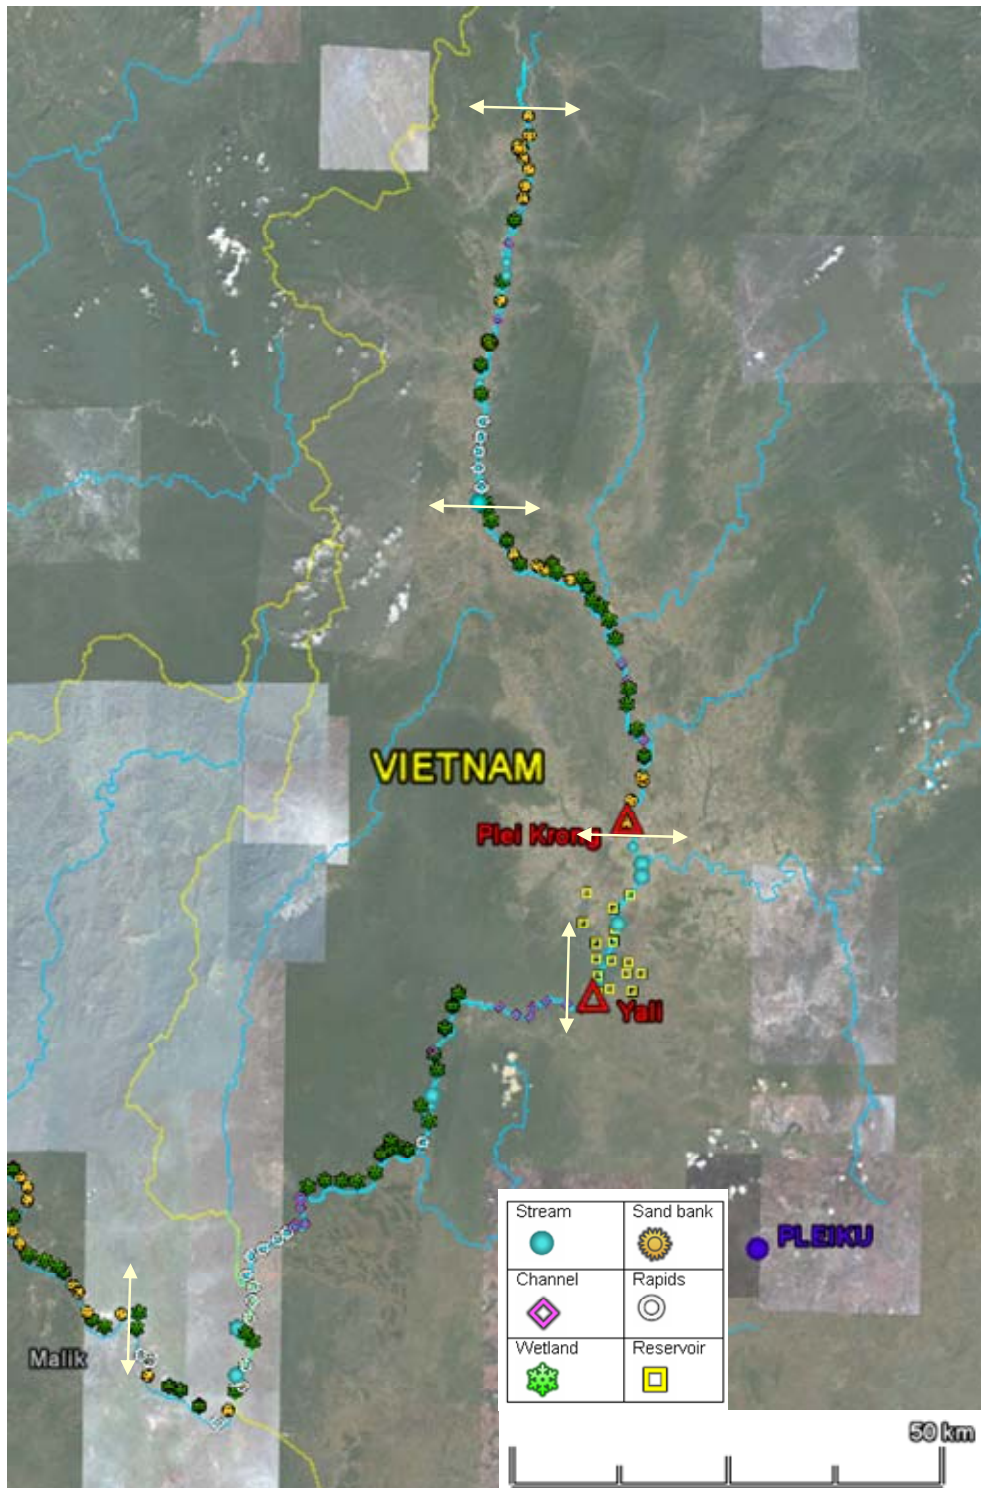 VIETNAM
Plei Krong
Yali
Stream
Sand bank
Channel
Rapids
Wetland
Reservoir
PLEIKU
Malik
50 km